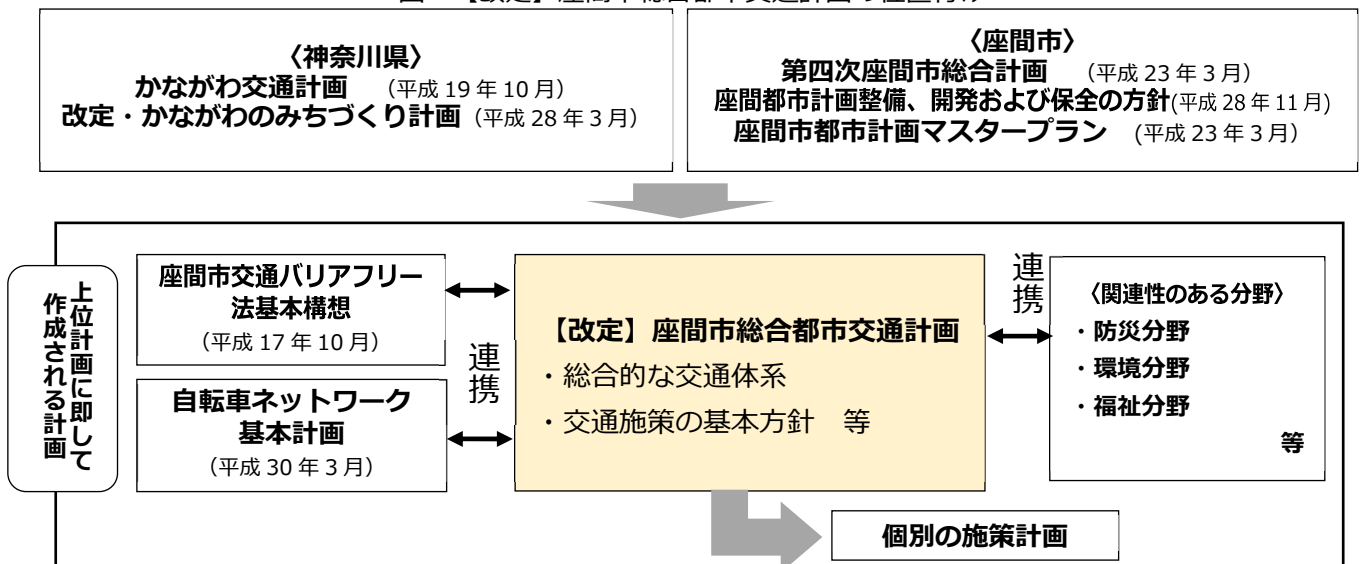 〈神奈川県〉
かながわ交通計画 (平成 19 年 10 月)
改定・かながわのみちづくり計画 (平成 28 年 3 月)
〈座間市〉
第四次座間市総合計画 (平成 23 年 3 月)
座間都市計画整備、開発および保全の方針(平成 28 年 11 月)
座間市都市計画マスタープラン (平成 23 年 3 月)
上位計画に即して
作成される計画
座間市交通バリアフリー
法基本構想
(平成 17 年 10 月)
自転車ネットワーク
基本計画
(平成 30 年 3 月)
連携
【改定】座間市総合都市交通計画
・総合的な交通体系
・交通施策の基本方針 等
連携
〈関連性のある分野〉
・防災分野
・環境分野
・福祉分野
等
個別の施策計画